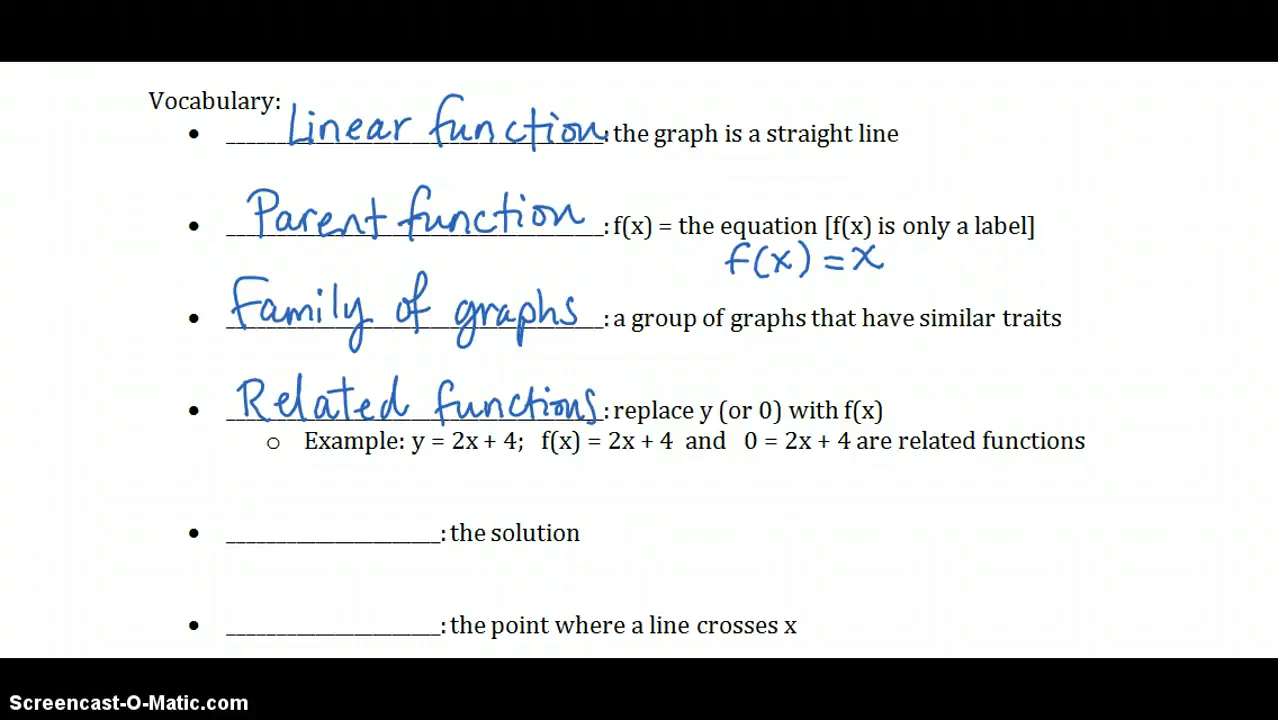 Vocabulary:
• Linear function: the graph is a straight line
• Parent function: f(x) = the equation [f(x) is only a label]
f(x) = x
• Family of graphs: a group of graphs that have similar traits
• Related functions: replace y (or 0) with f(x)
o Example: y = 2x + 4; f(x) = 2x + 4 and 0 = 2x + 4 are related functions
• ______________________: the solution
• ______________________: the point where a line crosses x
Screencast-O-Matic.com